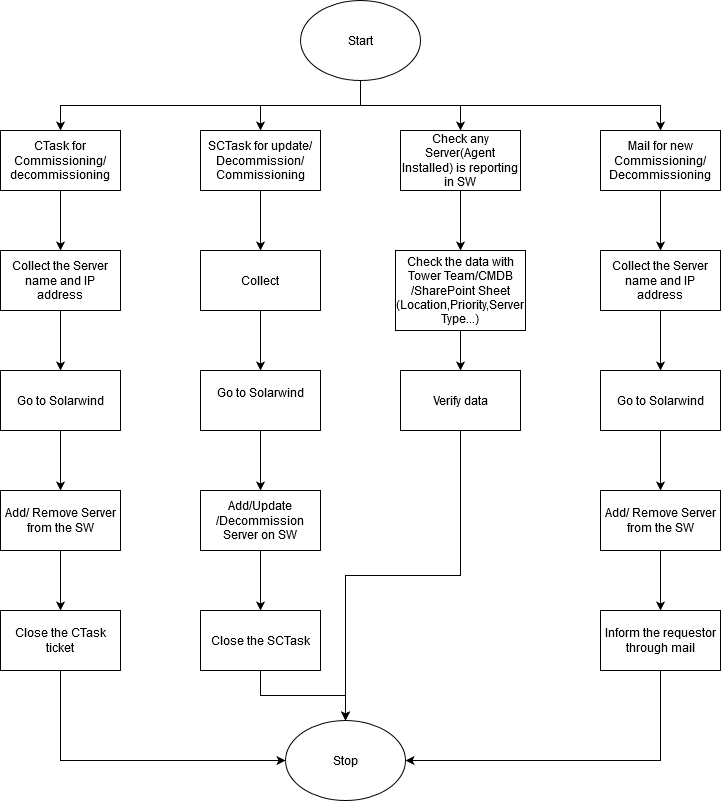 Start
CTask for
Commissioning/
decommissioning
SCTask for update/
Decommission/
Commissioning
Check any
Server(Agent
Installed) is reporting
in SW
Mail for new
Commissioning/
Decommissioning
Collect the Server
name and IP
address
Collect
Check the data with
Tower Team/CMDB
/SharePoint Sheet
(Location,Priority,Server
Type...)
Collect the Server
name and IP
address
Go to Solarwind
Go to Solarwind
Verify data
Go to Solarwind
Add/ Remove Server
from the SW
Add/Update
/Decommission
Server on SW
Add/ Remove Server
from the SW
Close the CTask
ticket
Close the SCTask
Inform the requestor
through mail
Stop